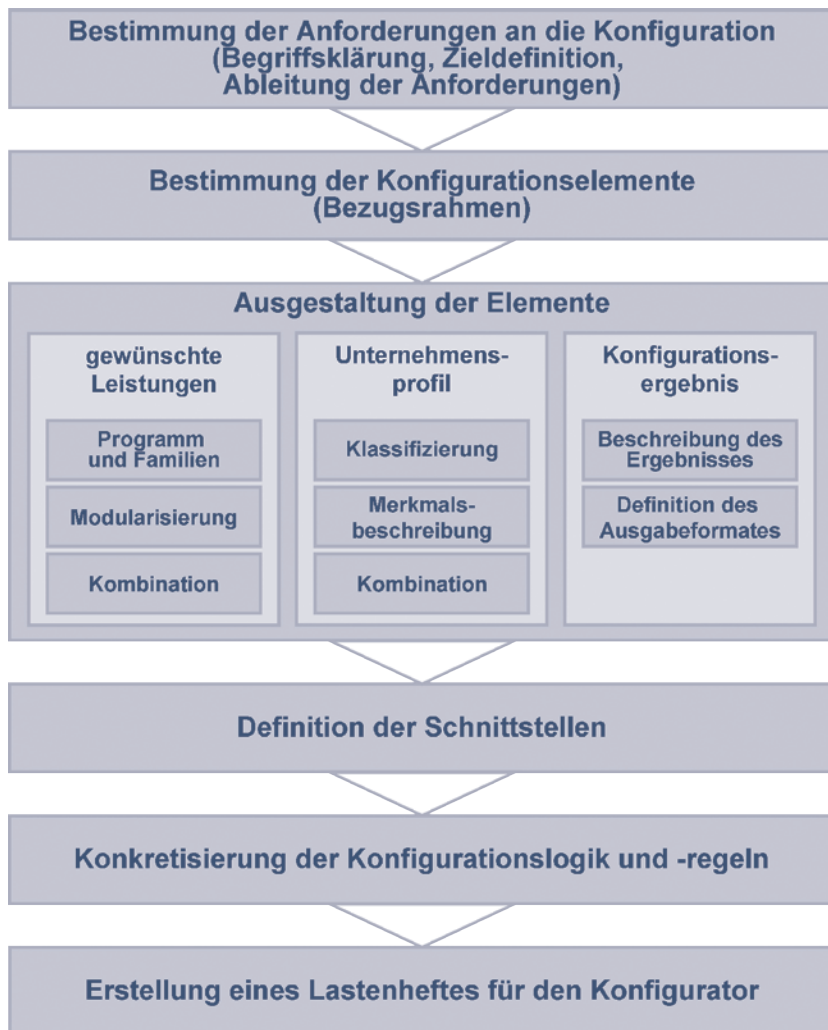 Bestimmung der Anforderungen an die Konfiguration
(Begriffsklärung, Zieldefinition,
Ableitung der Anforderungen)
Bestimmung der Konfigurationselemente
(Bezugsrahmen)
Ausgestaltung der Elemente
gewünschte
Leistungen
Programm
und Familien
Modularisierung
Kombination
Unternehmens-
profil
Klassifizierung
Merkmals-
beschreibung
Kombination
Konfigurations-
ergebnis
Beschreibung des
Ergebnisses
Definition des
Ausgabeformates
Definition der Schnittstellen
Konkretisierung der Konfigurationslogik und -regeln
Erstellung eines Lastenheftes für den Konfigurator